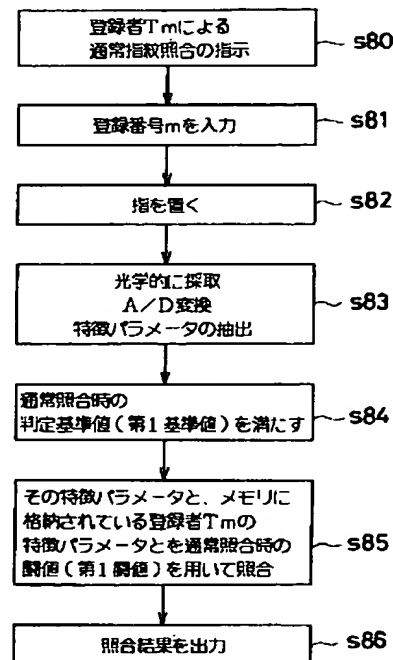 登録者Tmによる
通常指紋照合の指示
s80
登録番号mを入力
s81
指を置く
s82
光学的に採取
A/D変換
特徴パラメータの抽出
s83
通常照合時の
判定基準値(第1基準値)を満たす
s84
その特徴パラメータと、メモリに
格納されている登録者Tmの
特徴パラメータとを通常照合時の
閾値(第1閾値)を用いて照合
s85
照合結果を出力
s86